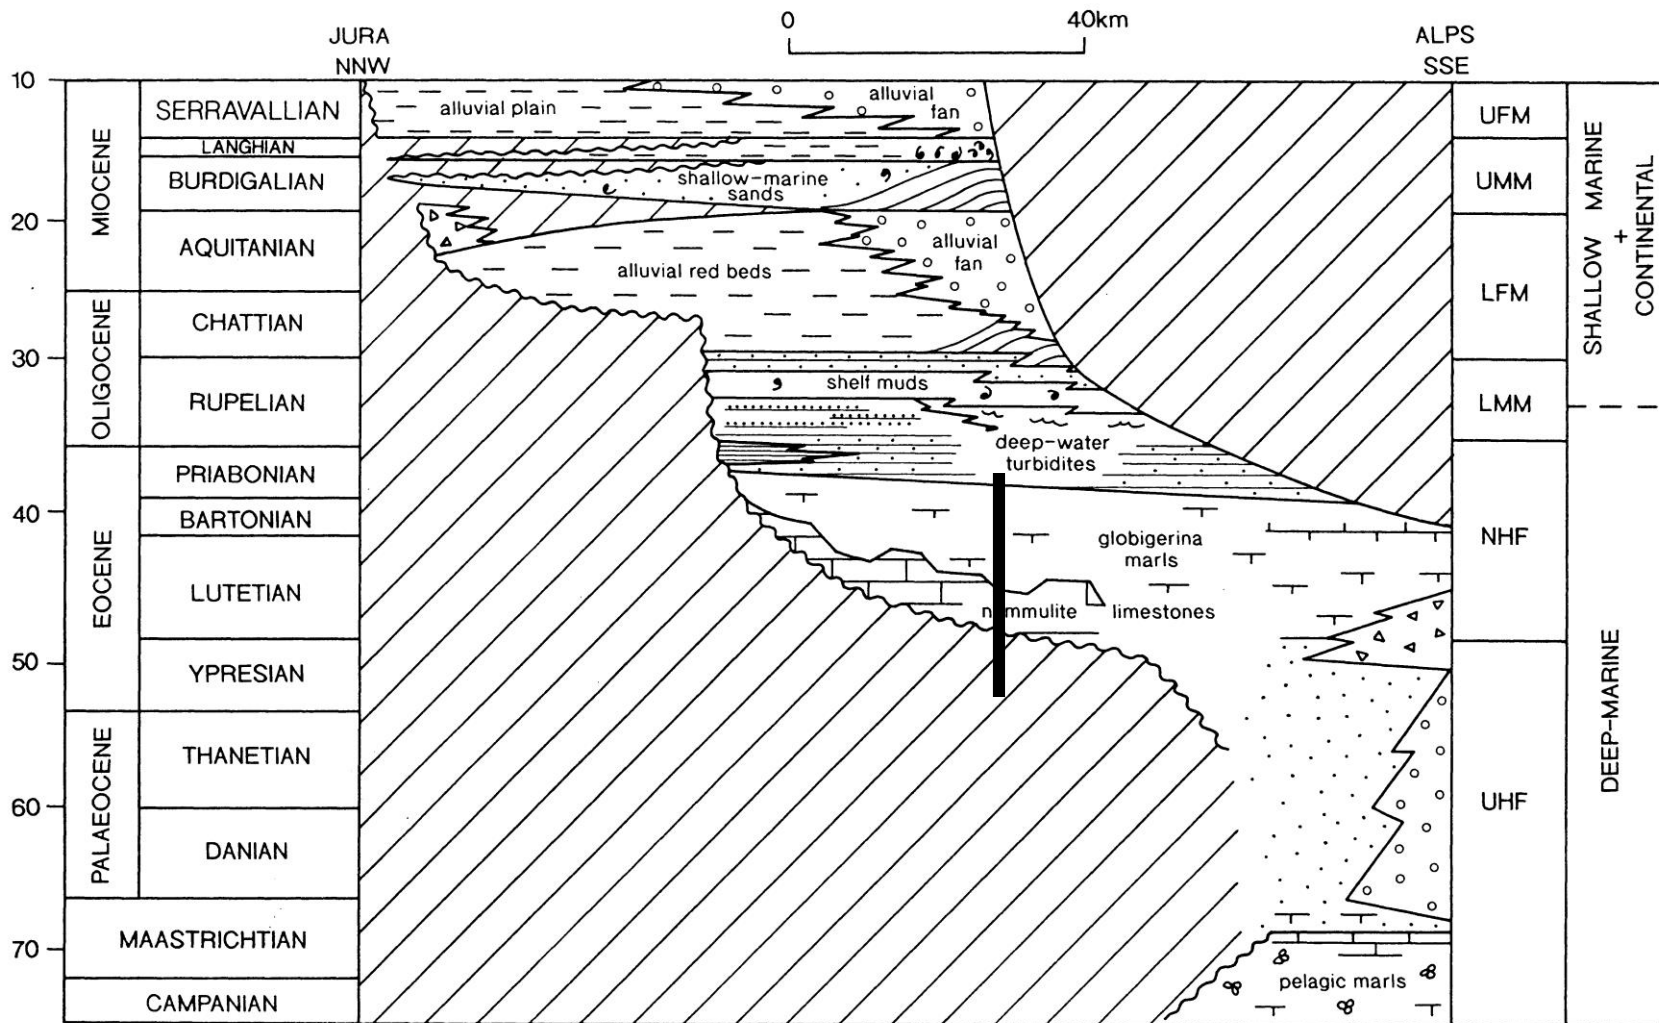 0 40km
JURA
NNW
ALPS
SSE
10
20
30
40
50
60
70
MIOCENE
OLIGOCENE
EOCENE
PALAEOCENE
SERRAVALLIAN
LANGHIAN
BURDIGALIAN
AQUITANIAN
CHATTIAN
RUPELIAN
PRIABONIAN
BARTONIAN
LUTETIAN
YPRESIAN
THANETIAN
DANIAN
MAASTRICHTIAN
CAMPANIAN
alluvial plain
alluvial
fan
shallow-marine
sands
alluvial red beds
alluvial
fan
shelf muds
deep-water
turbidites
globigerina
marls
limestones
pelagic marls
UFM
UMM
LFM
LMM
NHF
UHF
SHALLOW MARINE
+
CONTINENTAL
DEEP-MARINE